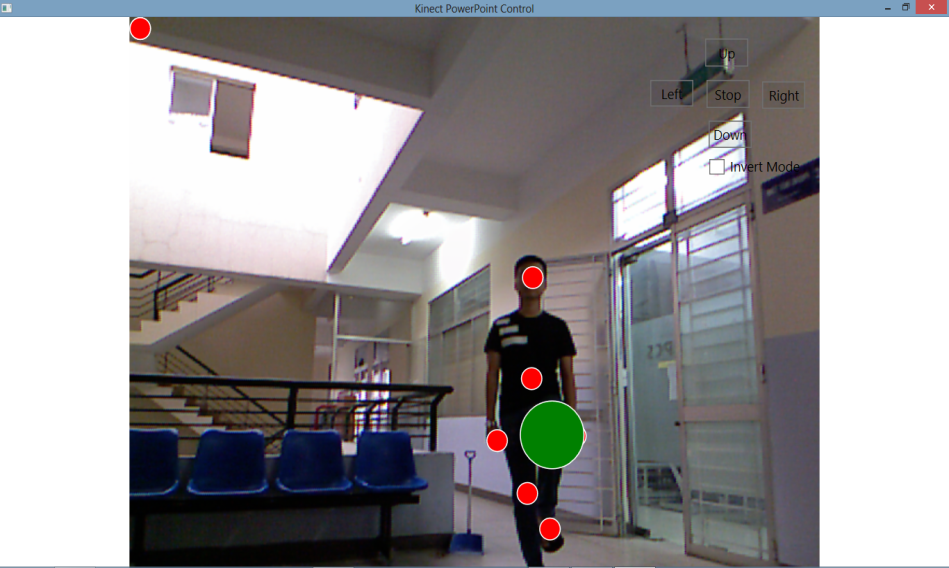 Kinect PowerPoint Control
Up
Left Stop Right
Down
Invert Mode